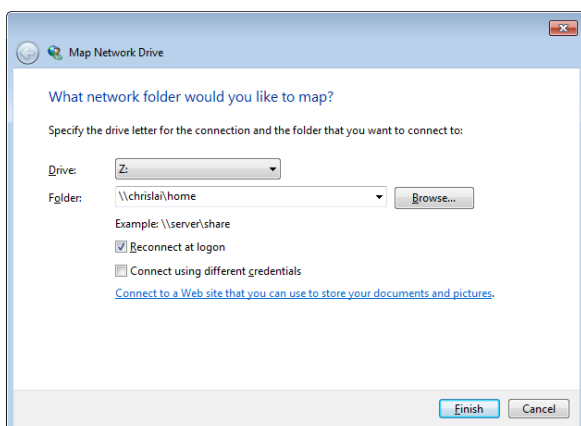 Map Network Drive
What network folder would you like to map?
Specify the drive letter for the connection and the folder that you want to connect to:
Drive: Z:
Folder: \\chrislai\home Browse...
Example: \\server\share
Reconnect at logon
Connect using different credentials
Connect to a Web site that you can use to store your documents and pictures.
Finish Cancel